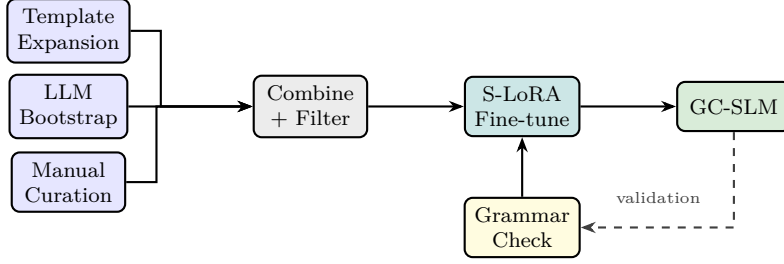 Template
Expansion
LLM
Bootstrap
Manual
Curation
Combine
+ Filter
S-LoRA
Fine-tune
GC-SLM
validation
Grammar
Check